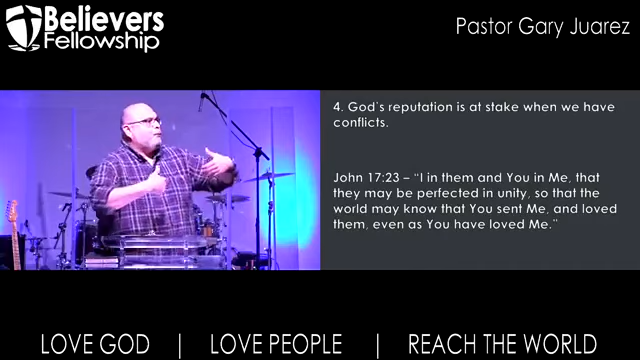 Believers
Fellowship
Pastor Gary Juarez
4. God's reputation is at stake when we have
conflicts.
John 17:23 – "I in them and You in Me, that
they may be perfected in unity, so that the
world may know that You sent Me, and loved
them, even as You have loved Me."
LOVE GOD | LOVE PEOPLE | REACH THE WORLD